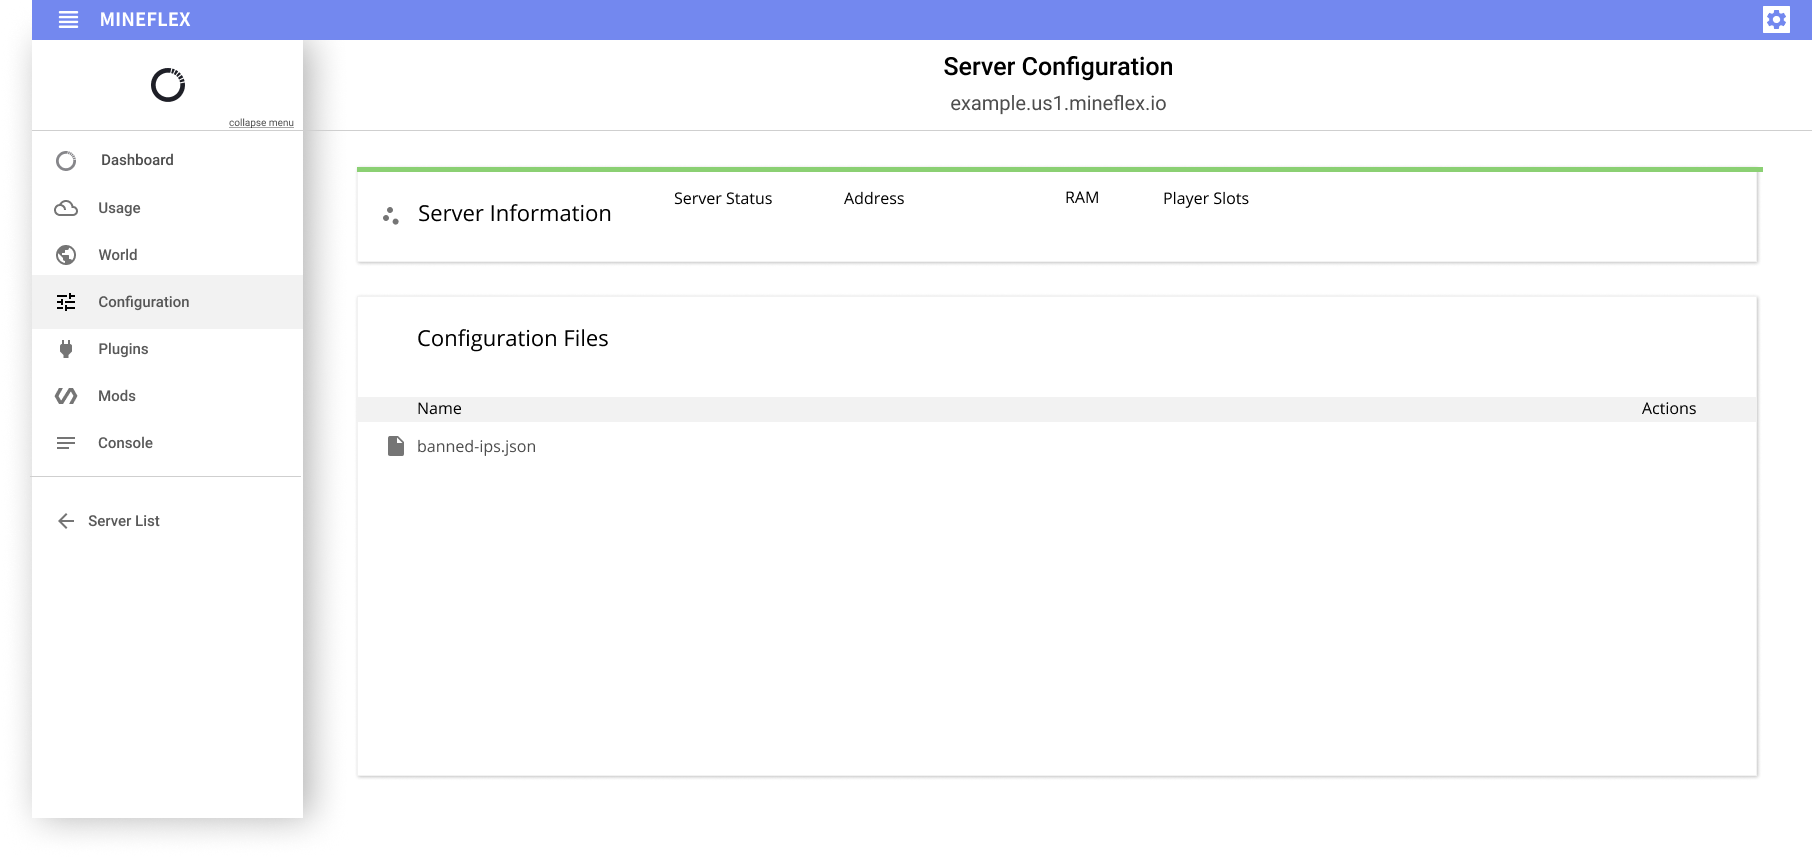 MINEFLEX
Server Configuration
example.us1.mineflex.io
collapse menu
Dashboard
Usage
World
Configuration
Plugins
Mods
Console
Server List
Server Information
Server Status
Address
RAM
Player Slots
Configuration Files
Name
Actions
banned-ips.json